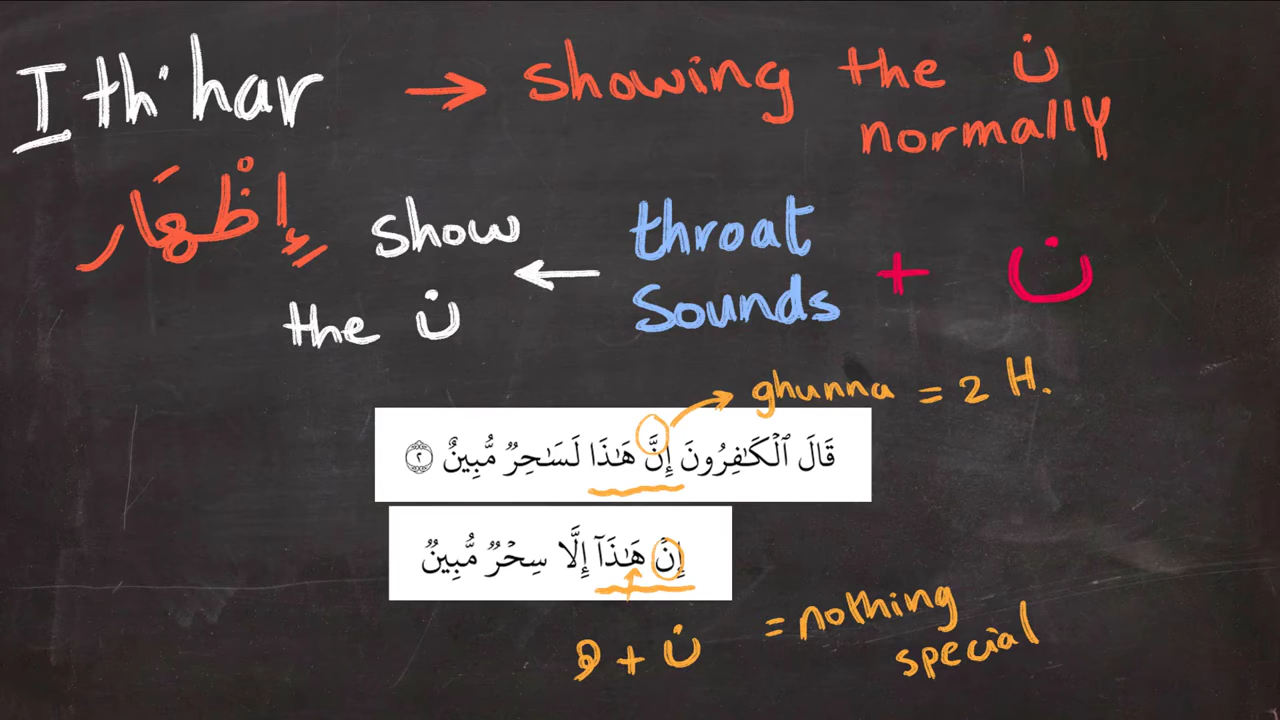 Ith'har → showing the ن
normally
إِظْهَار
show ← throat sounds + ن
the ن
ghunna = 2 H.
قَالَ ٱلْكَٰفِرُونَ إِنَّ هَٰذَا لَسَٰحِرٌ مُّبِينٌ ٢
إِنْ هَٰذَآ إِلَّا سِحْرٌ مُّبِينٌ
ه + ن = nothing
special